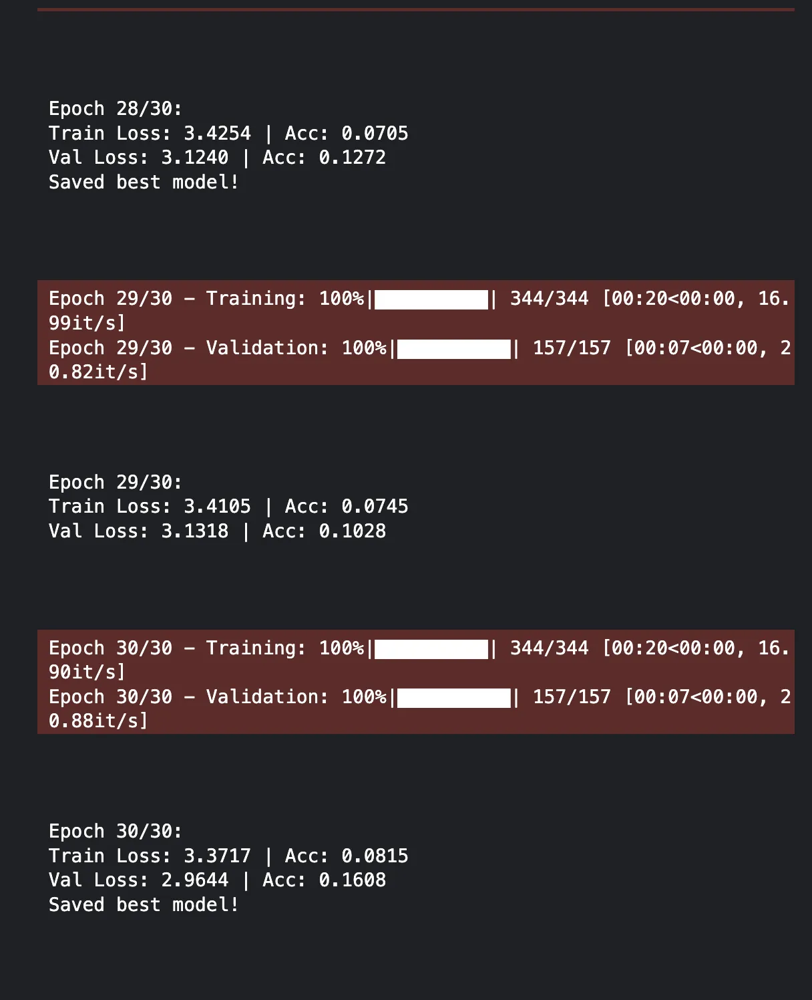 Epoch 28/30:
Train Loss: 3.4254 | Acc: 0.0705
Val Loss: 3.1240 | Acc: 0.1272
Saved best model!
Epoch 29/30 - Training: 100%|██████████| 344/344 [00:20<00:00, 16.
99it/s]
Epoch 29/30 - Validation: 100%|██████████| 157/157 [00:07<00:00, 2
0.82it/s]
Epoch 29/30:
Train Loss: 3.4105 | Acc: 0.0745
Val Loss: 3.1318 | Acc: 0.1028
Epoch 30/30 - Training: 100%|██████████| 344/344 [00:20<00:00, 16.
90it/s]
Epoch 30/30 - Validation: 100%|██████████| 157/157 [00:07<00:00, 2
0.88it/s]
Epoch 30/30:
Train Loss: 3.3717 | Acc: 0.0815
Val Loss: 2.9644 | Acc: 0.1608
Saved best model!